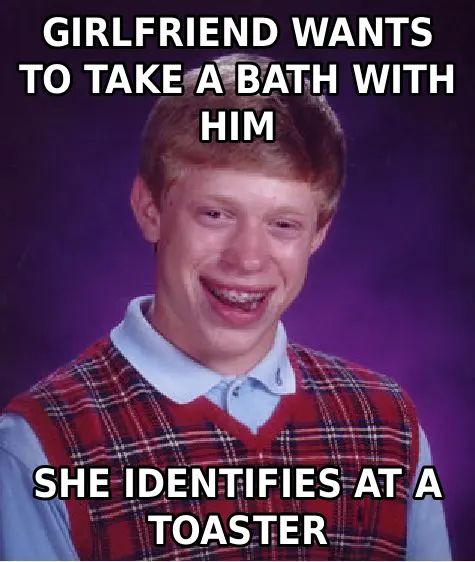 GIRLFRIEND WANTS
TO TAKE A BATH WITH
HIM
SHE IDENTIFIES AT A
TOASTER